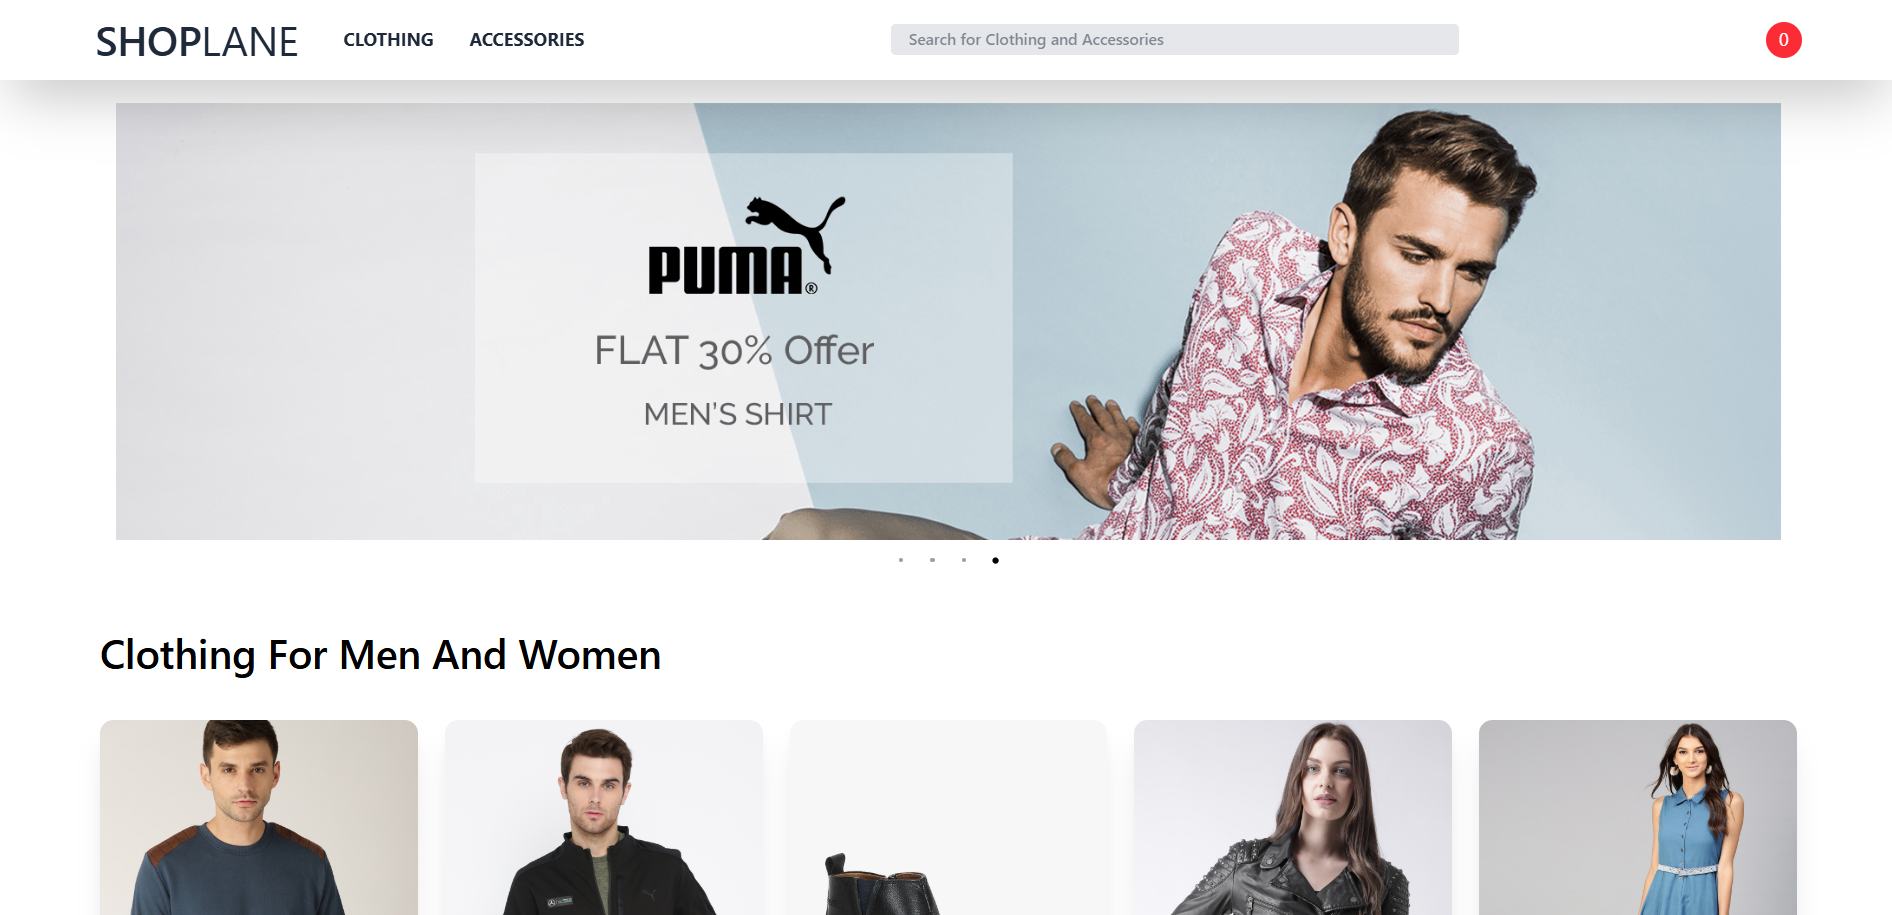 SHOPLANE
CLOTHING
ACCESSORIES
Search for Clothing and Accessories
0
PUMA®
FLAT 30% Offer
MEN'S SHIRT
Clothing For Men And Women